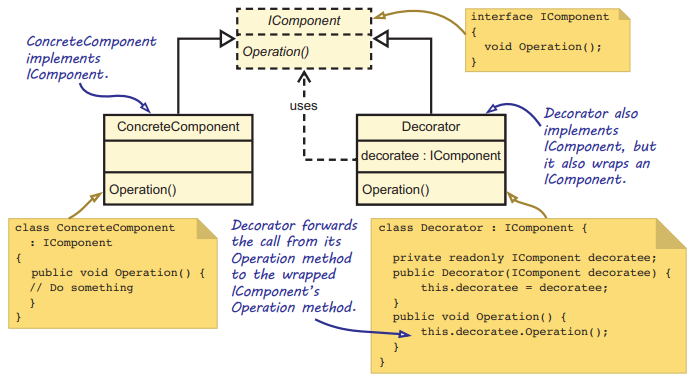 IComponent
Operation()
interface IComponent
{
void Operation();
}
ConcreteComponent
implements
IComponent.
uses
ConcreteComponent
Operation()
Decorator
decoratee : IComponent
Operation()
Decorator also
implements
IComponent, but
it also wraps an
IComponent.
class ConcreteComponent
: IComponent
{
public void Operation() {
// Do something
}
}
Decorator forwards
the call from its
Operation method
to the wrapped
IComponent's
Operation method.
class Decorator : IComponent {
private readonly IComponent decoratee;
public Decorator(IComponent decoratee) {
this.decoratee = decoratee;
}
public void Operation() {
this.decoratee.Operation();
}
}